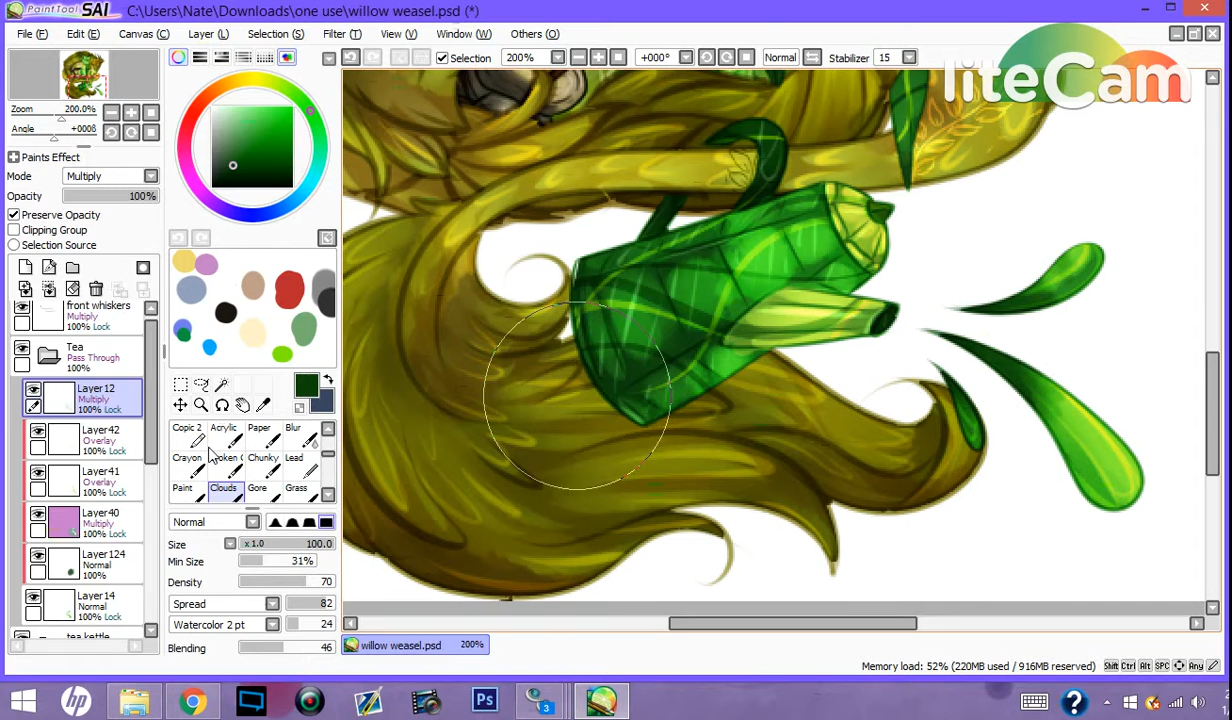 PaintTool SAI C:\Users\Nate\Downloads\one use\willow weasel.psd (*)
File (F) Edit (E) Canvas (C) Layer (L) Selection (S) Filter (T) View (V) Window (W) Others (O)
Selection 200% +000° Normal Stabilizer 15
liteCam
Zoom 200.0%
Angle +000ß
Paints Effect
Mode Multiply
Opacity 100%
Preserve Opacity
Clipping Group
Selection Source
front whiskers
Multiply
100% Lock
Tea
Pass Through
100%
Layer12
Multiply
100% Lock
Layer42
Overlay
100% Lock
Layer41
Overlay
100% Lock
Layer40
Multiply
100% Lock
Layer124
Normal
100%
Layer14
Normal
100% Lock
tea kettle
Copic 2 Acrylic Paper Blur
Crayon Chunky Lead
Paint Clouds Gore Grass
Normal
Size x 1.0 100.0
Min Size 31%
Density 70
Spread 82
Watercolor 2 pt 24
Blending 46
willow weasel.psd 200%
Memory load: 52% (220MB used / 916MB reserved) Shift Ctrl Alt SPC Any
hp Ps 3 ?